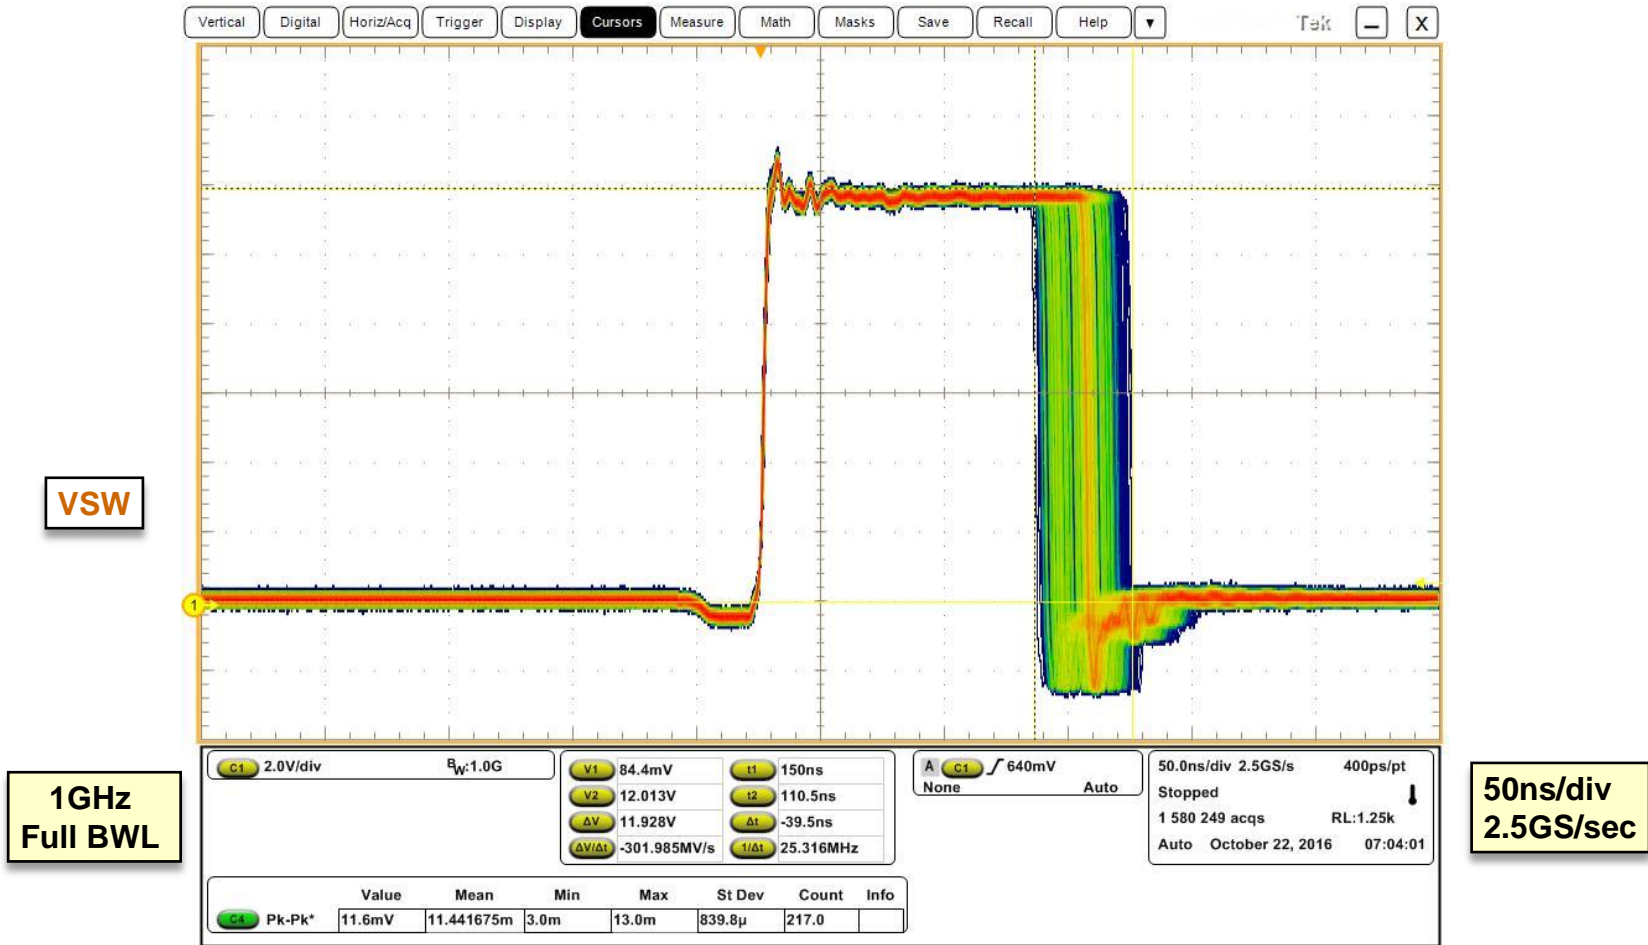 Vertical Digital Horiz/Acq Trigger Display Cursors Measure Math Masks Save Recall Help ▼ Tek – X
VSW
1
C1 2.0V/div BW:1.0G
V1 84.4mV t1 150ns
V2 12.013V t2 110.5ns
ΔV 11.928V Δt -39.5ns
ΔV/Δt -301.985MV/s 1/Δt 25.316MHz
A C1 640mV
None Auto
50.0ns/div 2.5GS/s 400ps/pt
Stopped
1 580 249 acqs RL:1.25k
Auto October 22, 2016 07:04:01
1GHz
Full BWL
50ns/div
2.5GS/sec
Value Mean Min Max St Dev Count Info
C4 Pk-Pk* 11.6mV 11.441675m 3.0m 13.0m 839.8μ 217.0